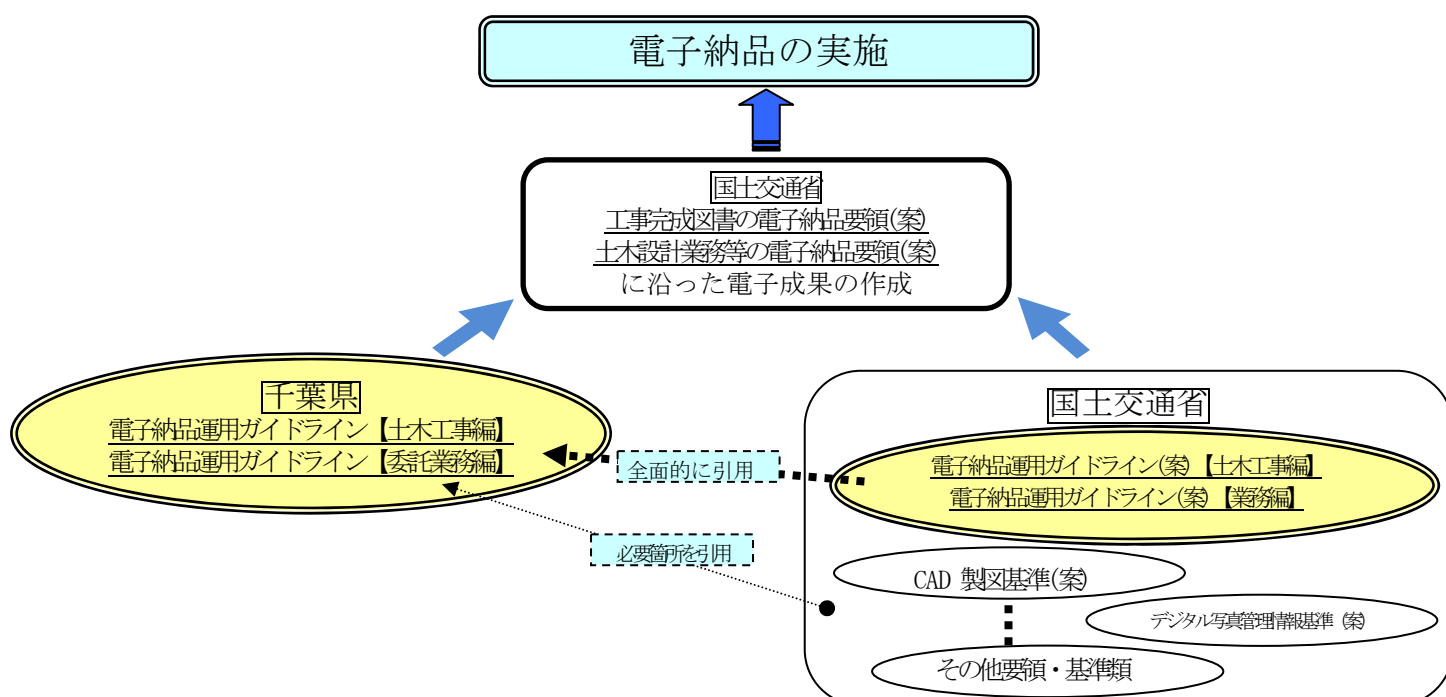 電子納品の実施
国土交通省
工事完成図書の電子納品要領(案)
土木設計業務等の電子納品要領(案)
に沿った電子成果の作成
千葉県
電子納品運用ガイドライン【土木工事編】
電子納品運用ガイドライン【委託業務編】
全面的に引用
必要箇所を引用
国土交通省
電子納品運用ガイドライン(案)【土木工事編】
電子納品運用ガイドライン(案)【業務編】
CAD 製図基準(案)
デジタル写真管理情報基準（案）
その他要領・基準類